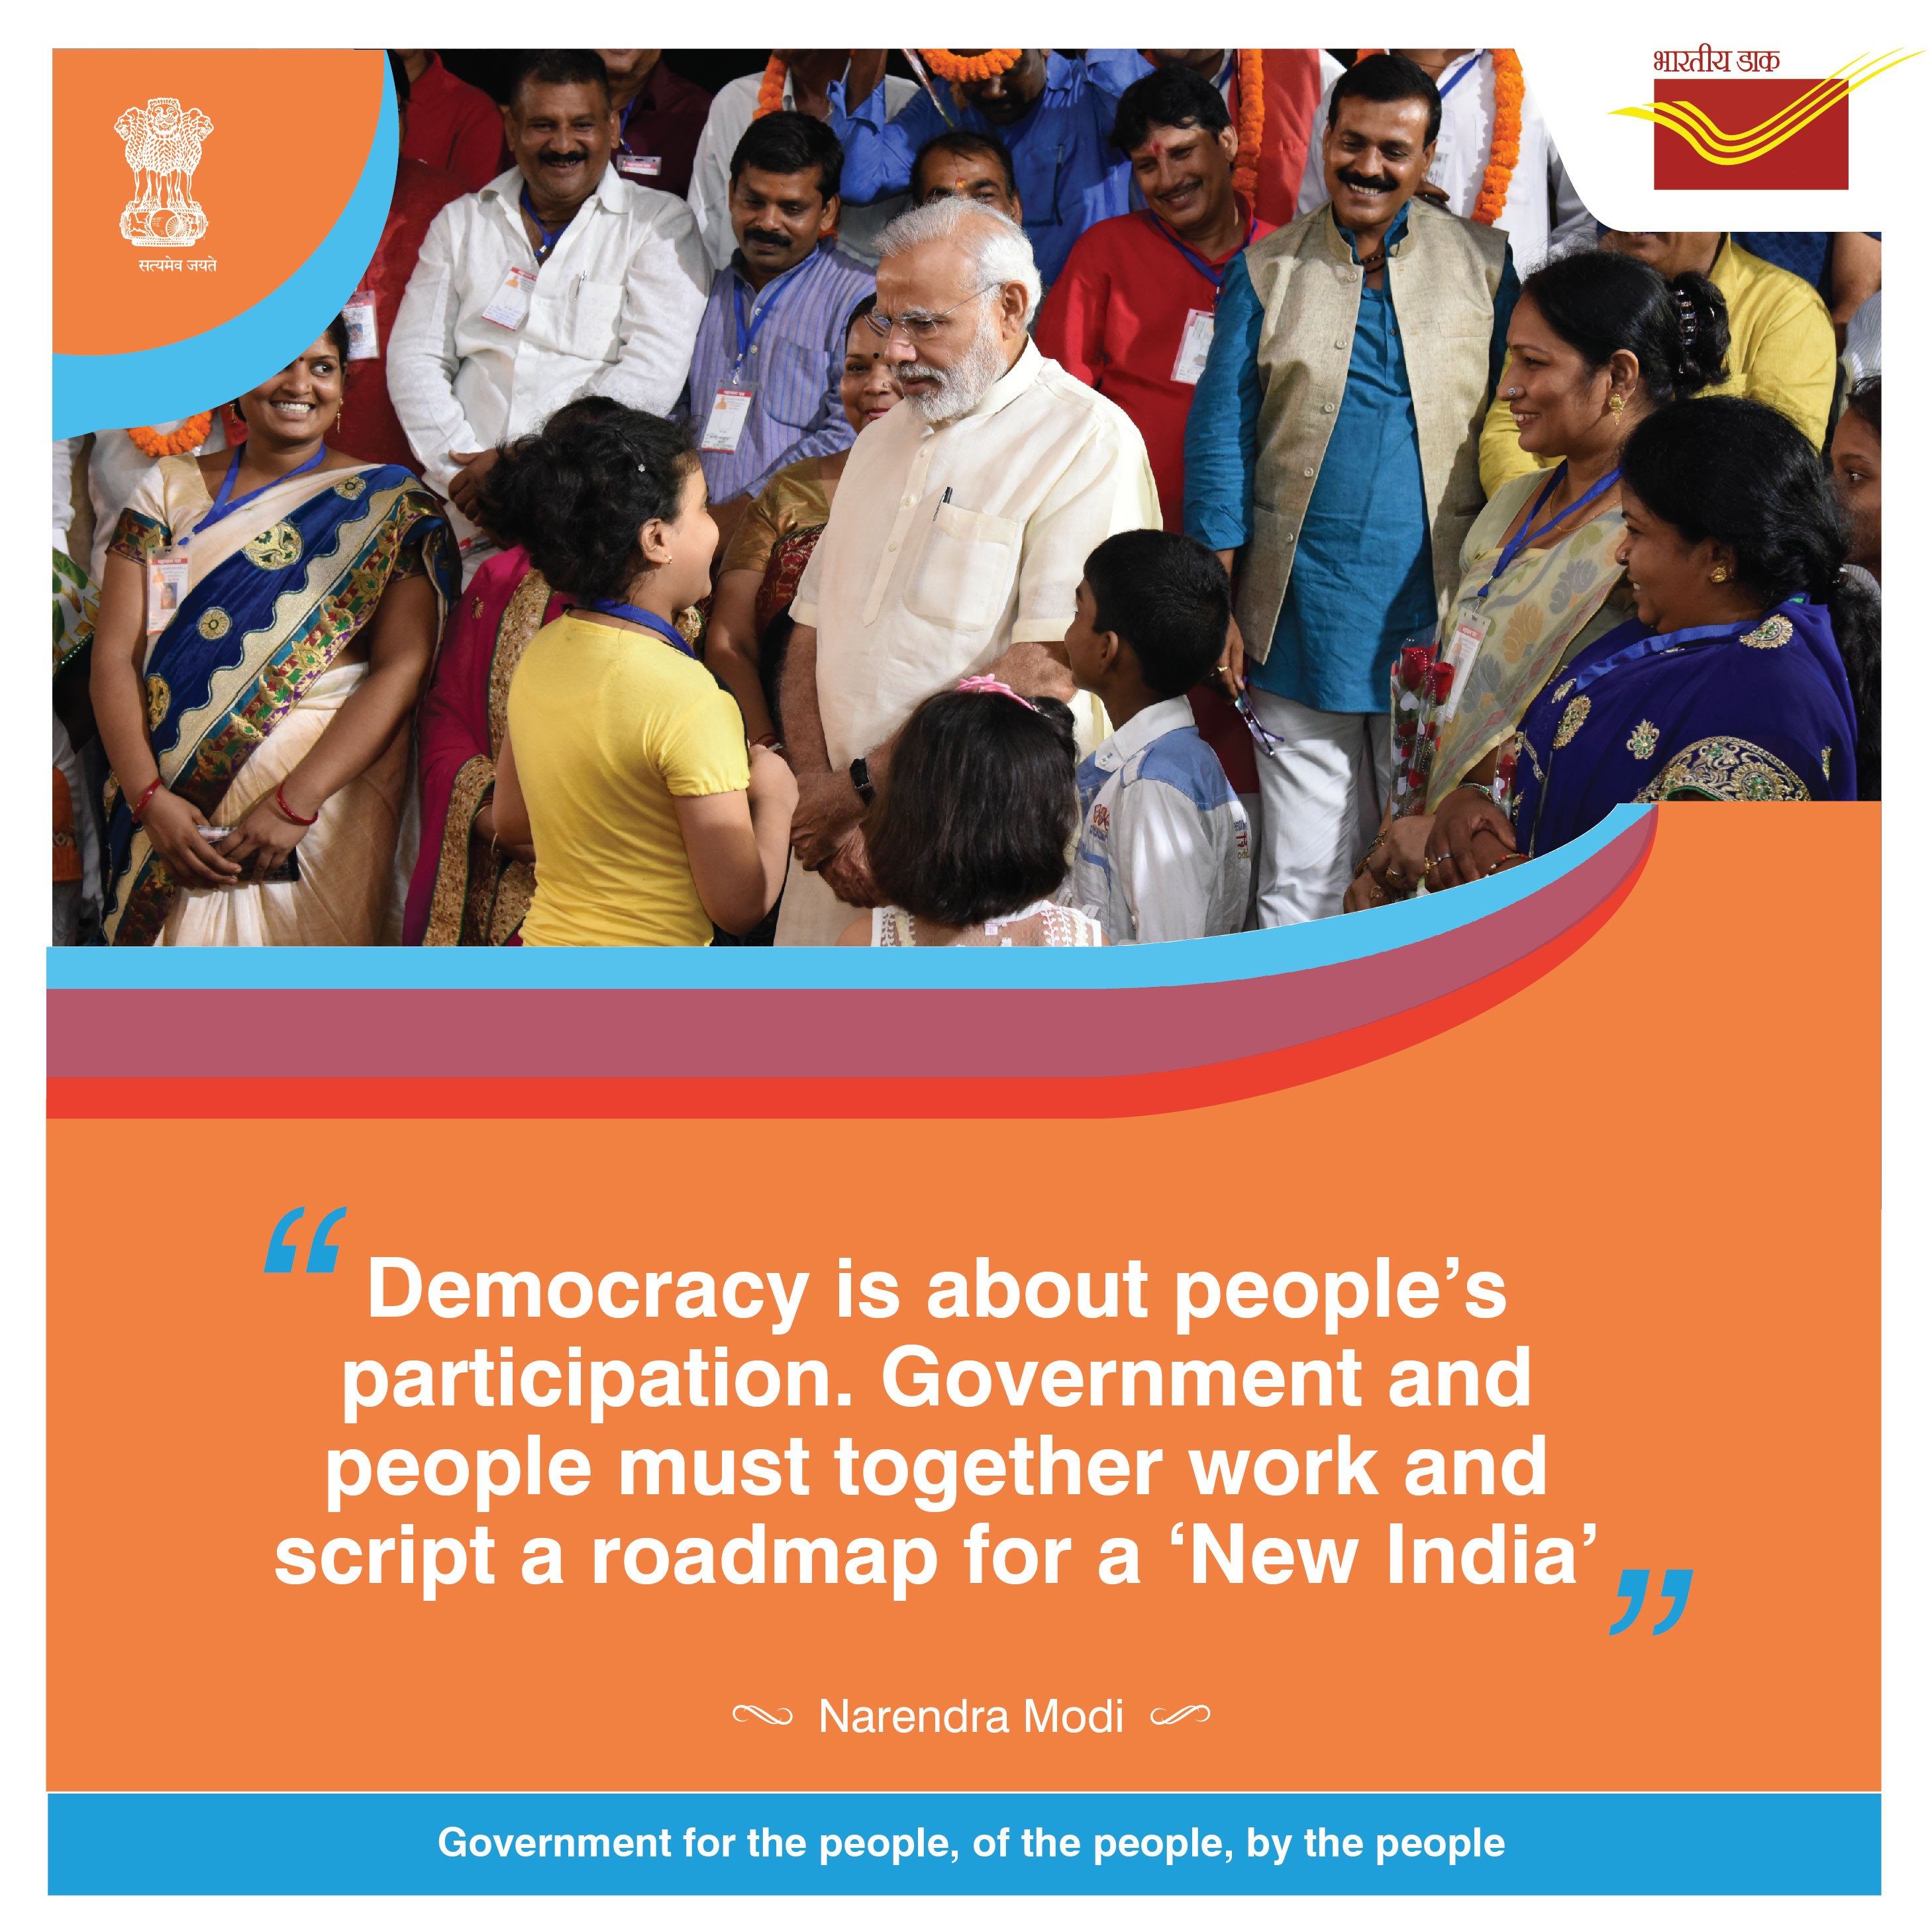 सत्यमेव जयते
भारतीय डाक
“Democracy is about people’s
participation. Government and
people must together work and
script a roadmap for a ‘New India’”
Narendra Modi
Government for the people, of the people, by the people